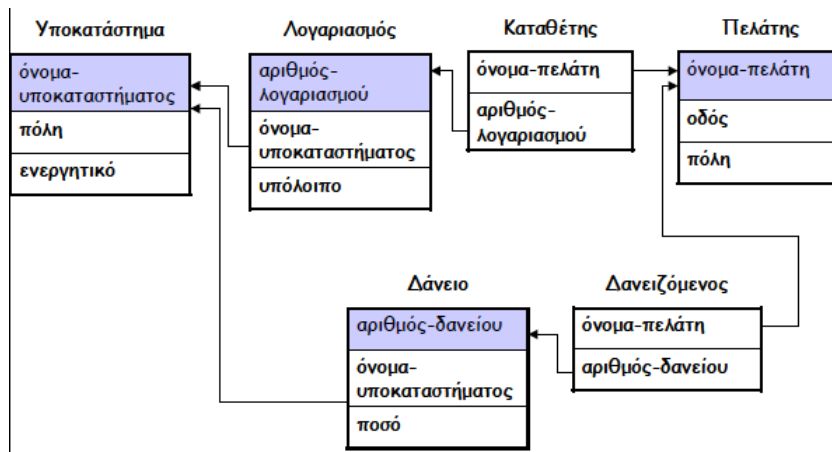 Υποκατάστημα
όνομα-
υποκαταστήματος
πόλη
ενεργητικό
Λογαριασμός
αριθμός-
λογαριασμού
όνομα-
υποκαταστήματος
υπόλοιπο
Καταθέτης
όνομα-πελάτη
αριθμός-
λογαριασμού
Πελάτης
όνομα-πελάτη
οδός
πόλη
Δάνειο
αριθμός-δανείου
όνομα-
υποκαταστήματος
ποσό
Δανειζόμενος
όνομα-πελάτη
αριθμός-δανείου